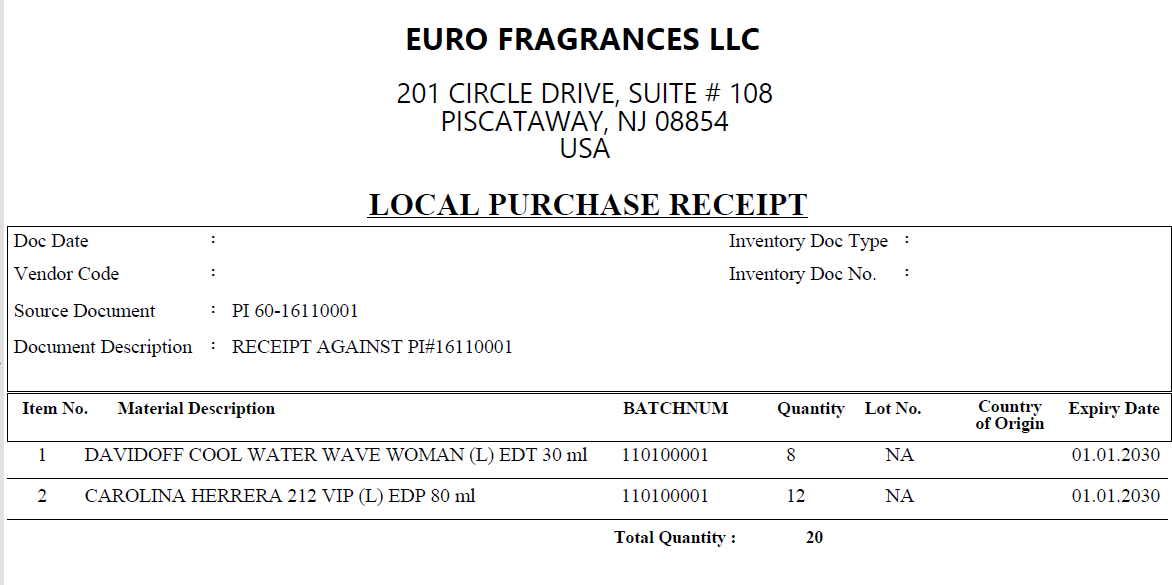 EURO FRAGRANCES LLC
201 CIRCLE DRIVE, SUITE # 108
PISCATAWAY, NJ 08854
USA
LOCAL PURCHASE RECEIPT
Doc Date : Inventory Doc Type :
Vendor Code : Inventory Doc No. :
Source Document : PI 60-16110001
Document Description : RECEIPT AGAINST PI#16110001
Item No. Material Description BATCHNUM Quantity Lot No. Country of Origin Expiry Date
1 DAVIDOFF COOL WATER WAVE WOMAN (L) EDT 30 ml 110100001 8 NA 01.01.2030
2 CAROLINA HERRERA 212 VIP (L) EDP 80 ml 110100001 12 NA 01.01.2030
Total Quantity : 20